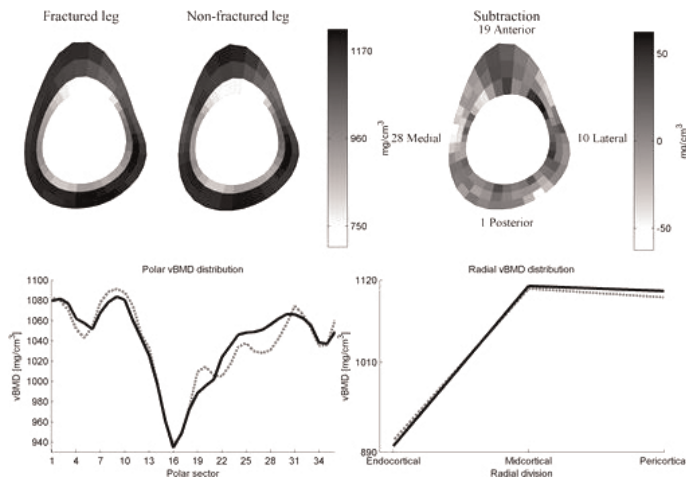 Fractured leg
Non-fractured leg
Subtraction
19 Anterior
1170
960
750
mg/cm³
28 Medial
10 Lateral
1 Posterior
50
0
-50
mg/cm³
Polar vBMD distribution
1100
1080
1060
1040
1020
1000
980
960
940
vBMD [mg/cm³]
1 4 7 10 13 16 19 22 25 28 31 34
Polar sector
Radial vBMD distribution
1120
1010
890
vBMD [mg/cm³]
Endocortical Midcortical Pericortical
Radial division